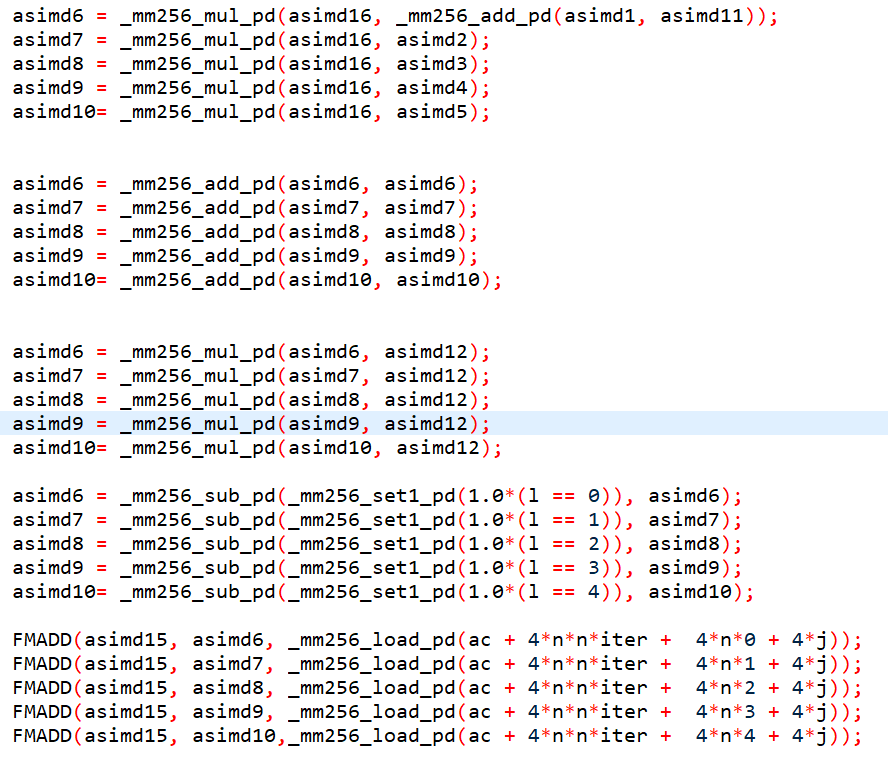 asimd6 = _mm256_mul_pd(asimd16, _mm256_add_pd(asimd1, asimd11));
asimd7 = _mm256_mul_pd(asimd16, asimd2);
asimd8 = _mm256_mul_pd(asimd16, asimd3);
asimd9 = _mm256_mul_pd(asimd16, asimd4);
asimd10= _mm256_mul_pd(asimd16, asimd5);
asimd6 = _mm256_add_pd(asimd6, asimd6);
asimd7 = _mm256_add_pd(asimd7, asimd7);
asimd8 = _mm256_add_pd(asimd8, asimd8);
asimd9 = _mm256_add_pd(asimd9, asimd9);
asimd10= _mm256_add_pd(asimd10, asimd10);
asimd6 = _mm256_mul_pd(asimd6, asimd12);
asimd7 = _mm256_mul_pd(asimd7, asimd12);
asimd8 = _mm256_mul_pd(asimd8, asimd12);
asimd9 = _mm256_mul_pd(asimd9, asimd12);
asimd10= _mm256_mul_pd(asimd10, asimd12);
asimd6 = _mm256_sub_pd(_mm256_set1_pd(1.0*(l == 0)), asimd6);
asimd7 = _mm256_sub_pd(_mm256_set1_pd(1.0*(l == 1)), asimd7);
asimd8 = _mm256_sub_pd(_mm256_set1_pd(1.0*(l == 2)), asimd8);
asimd9 = _mm256_sub_pd(_mm256_set1_pd(1.0*(l == 3)), asimd9);
asimd10= _mm256_sub_pd(_mm256_set1_pd(1.0*(l == 4)), asimd10);
FMADD(asimd15, asimd6, _mm256_load_pd(ac + 4*n*n*iter +  4*n*0 + 4*j));
FMADD(asimd15, asimd7, _mm256_load_pd(ac + 4*n*n*iter +  4*n*1 + 4*j));
FMADD(asimd15, asimd8, _mm256_load_pd(ac + 4*n*n*iter +  4*n*2 + 4*j));
FMADD(asimd15, asimd9, _mm256_load_pd(ac + 4*n*n*iter +  4*n*3 + 4*j));
FMADD(asimd15, asimd10,_mm256_load_pd(ac + 4*n*n*iter +  4*n*4 + 4*j));